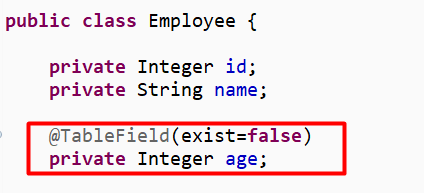 public class Employee {
private Integer id;
private String name;
@TableField(exist=false)
private Integer age;